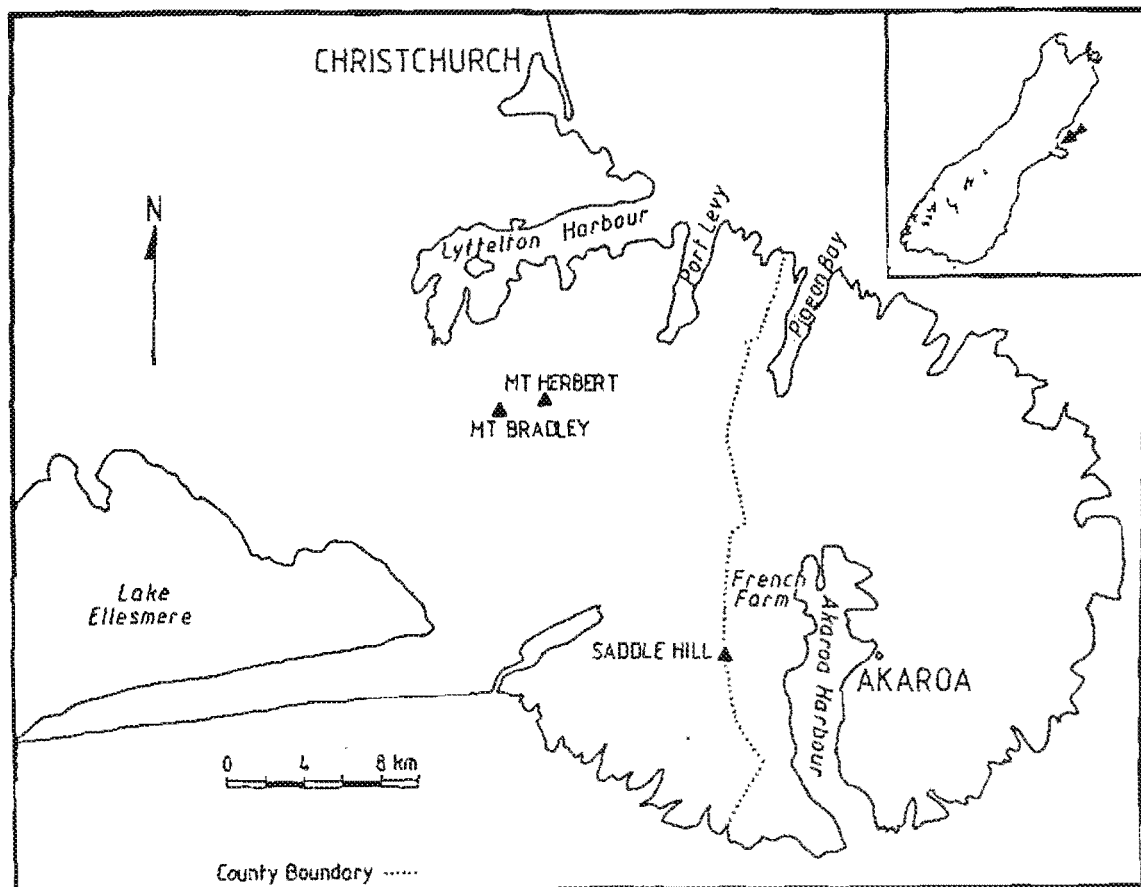 CHRISTCHURCH
N
Lyttelton Harbour
Port Levy
Pigeon Bay
MT HERBERT
MT BRADLEY
Lake
Ellesmere
French
Farm
Akaroa Harbour
SADDLE HILL
AKAROA
0 4 8 km
County Boundary ......